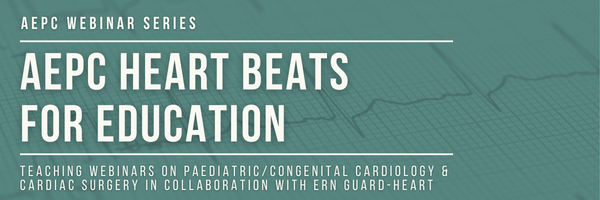 AEPC WEBINAR SERIES
AEPC HEART BEATS
FOR EDUCATION
TEACHING WEBINARS ON PAEDIATRIC/CONGENITAL CARDIOLOGY &
CARDIAC SURGERY IN COLLABORATION WITH ERN GUARD-HEART